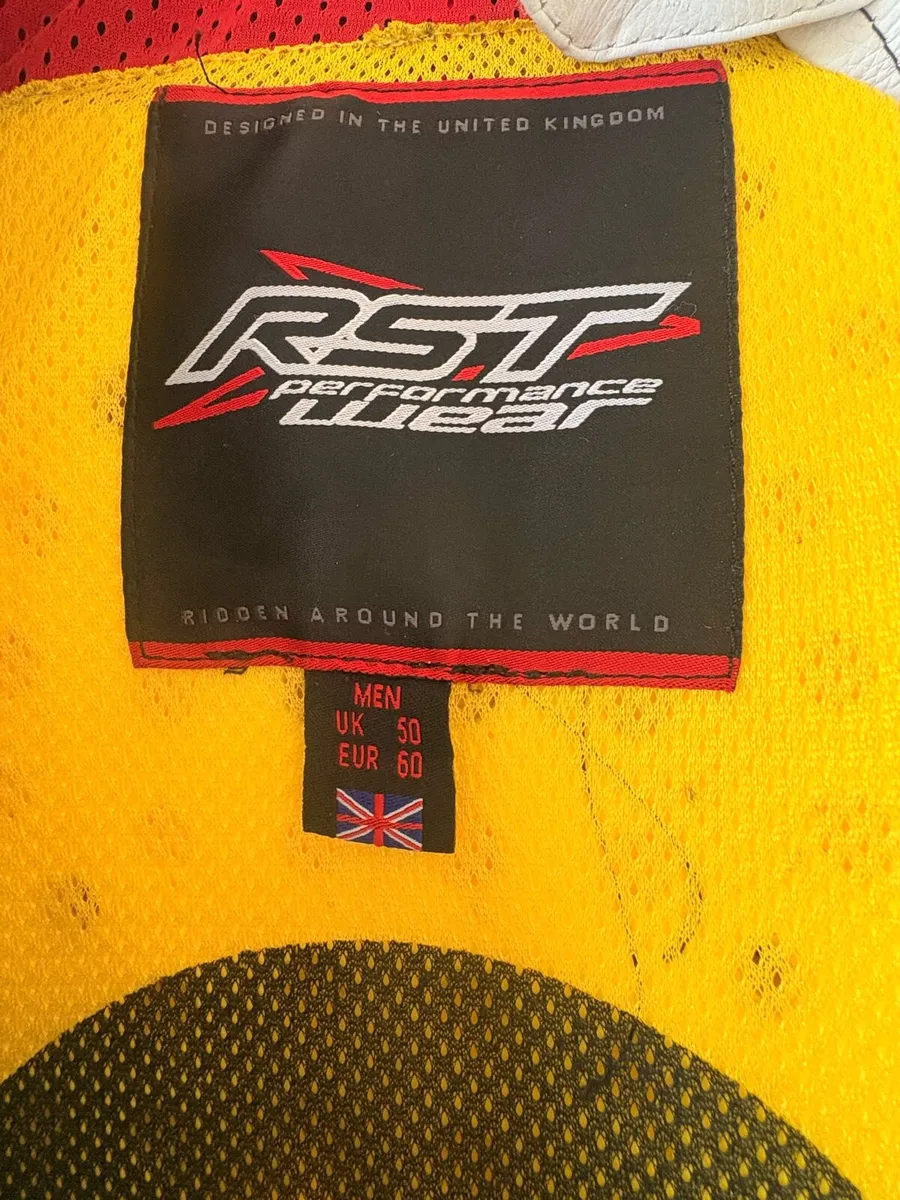 DESIGNED IN THE UNITED KINGDOM
RST
performance
wear
RIDDEN AROUND THE WORLD
MEN
UK 50
EUR 60